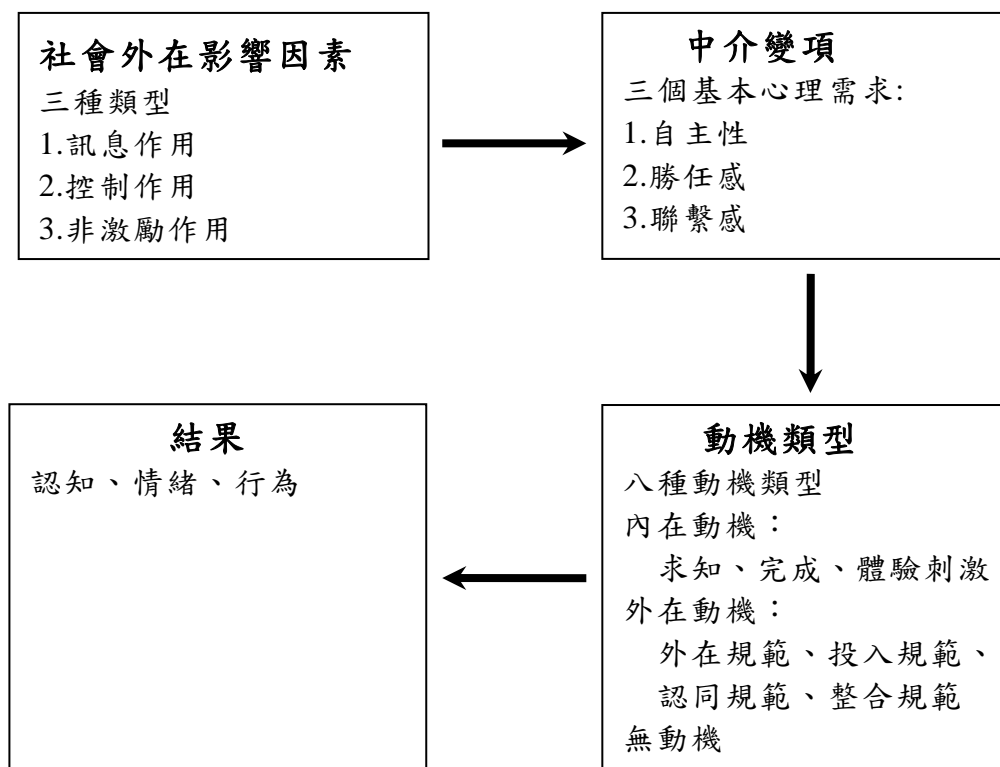 社會外在影響因素
三種類型
1.訊息作用
2.控制作用
3.非激勵作用
中介變項
三個基本心理需求:
1.自主性
2.勝任感
3.聯繫感
動機類型
八種動機類型
內在動機：
求知、完成、體驗刺激
外在動機：
外在規範、投入規範、
認同規範、整合規範
無動機
結果
認知、情緒、行為